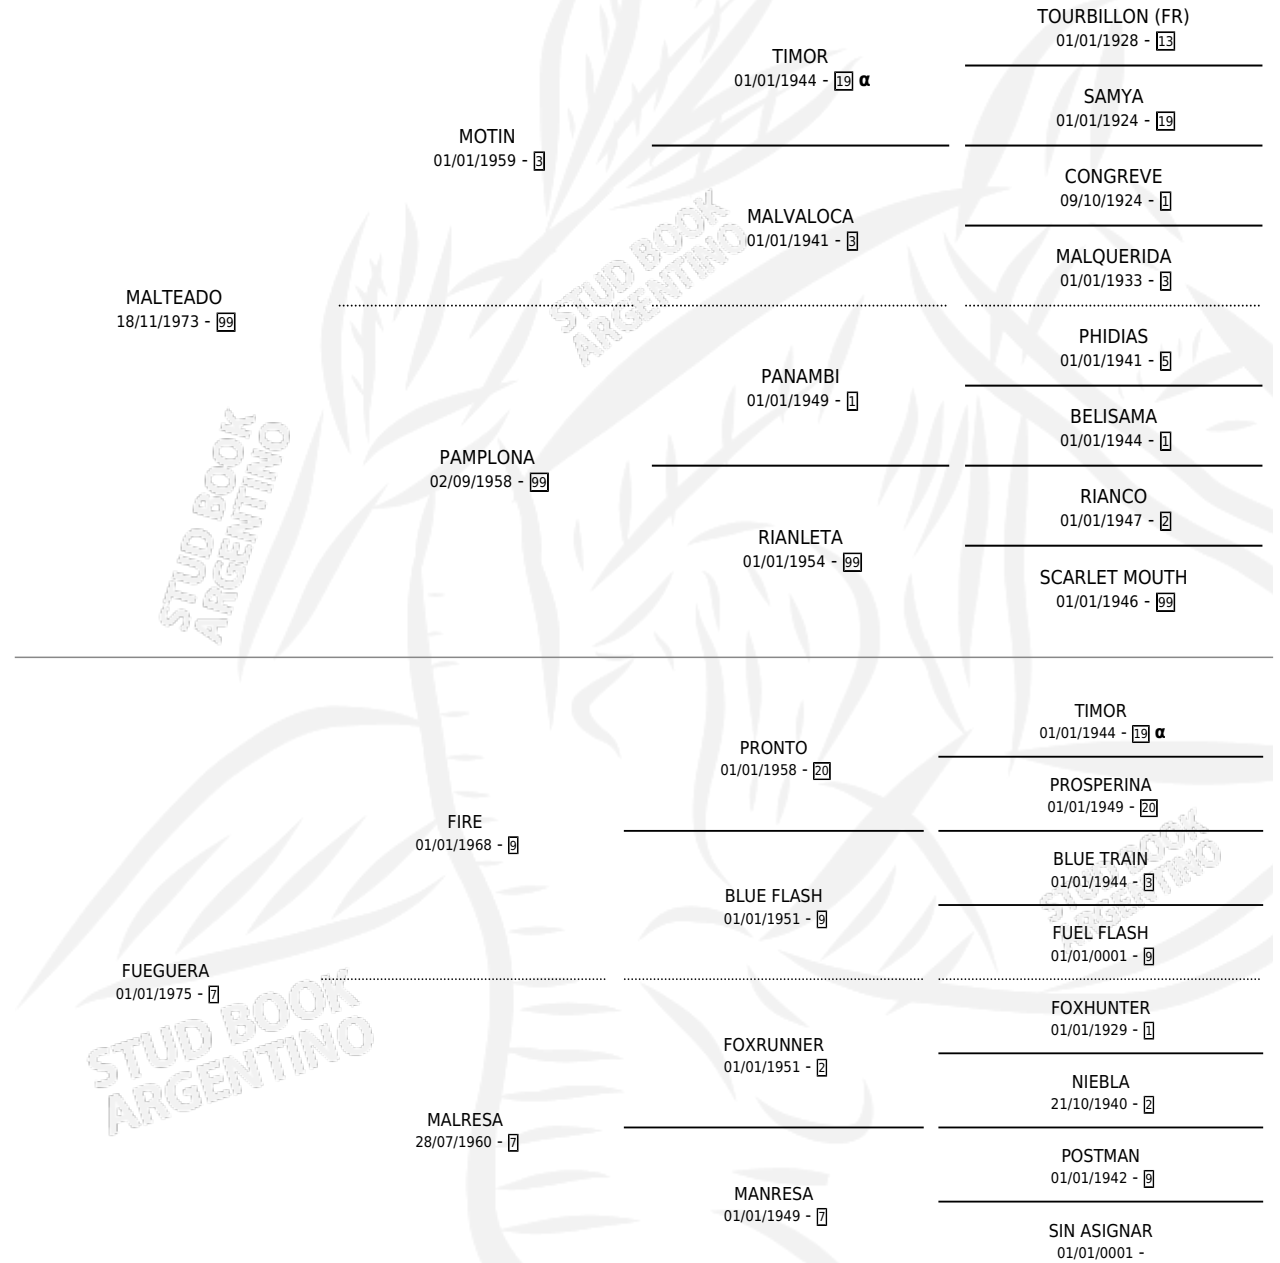 TOURBILLON (FR)
01/01/1928 - 13
TIMOR
01/01/1944 - 19 α
SAMYA
01/01/1924 - 19
MOTIN
01/01/1959 - 3
CONGREVE
09/10/1924 - 1
MALVALOCA
01/01/1941 - 3
MALQUERIDA
01/01/1933 - 3
MALTEADO
18/11/1973 - 99
PHIDIAS
01/01/1941 - 5
PANAMBI
01/01/1949 - 1
BELISAMA
01/01/1944 - 1
PAMPLONA
02/09/1958 - 99
RIANCO
01/01/1947 - 2
RIANLETA
01/01/1954 - 99
SCARLET MOUTH
01/01/1946 - 99
TIMOR
01/01/1944 - 19 α
PRONTO
01/01/1958 - 20
PROSPERINA
01/01/1949 - 20
FIRE
01/01/1968 - 9
BLUE TRAIN
01/01/1944 - 3
BLUE FLASH
01/01/1951 - 9
FUEL FLASH
01/01/0001 - 9
FUEGUERA
01/01/1975 - 7
FOXHUNTER
01/01/1929 - 1
FOXRUNNER
01/01/1951 - 2
NIEBLA
21/10/1940 - 2
MALRESA
28/07/1960 - 7
POSTMAN
01/01/1942 - 9
MANRESA
01/01/1949 - 7
SIN ASIGNAR
01/01/0001 -
STUD BOOK
ARGENTINO
STUD BOOK
ARGENTINO
STUD BOOK
ARGENTINO
STUD BOOK
ARGENTINO